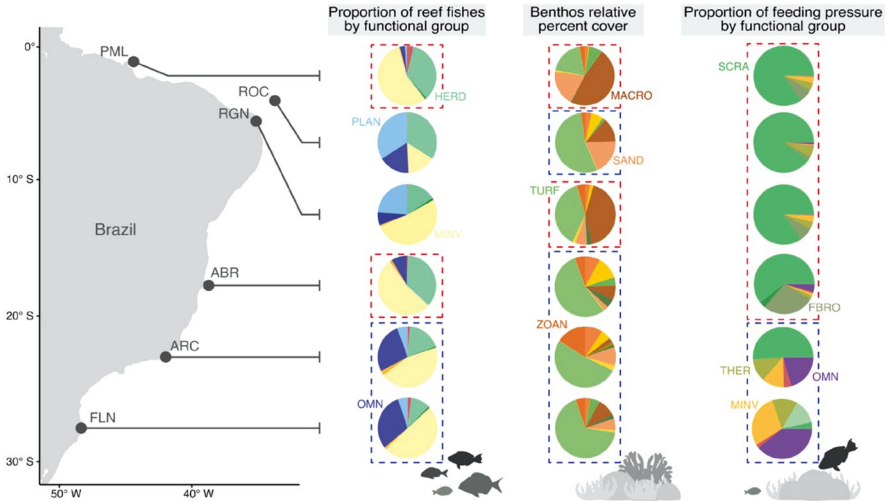 Proportion of reef fishes
by functional group
Benthos relative
percent cover
Proportion of feeding pressure
by functional group
0°
10° S
20° S
30° S
50° W
40° W
Brazil
PML
ROC
RGN
ABR
ARC
FLN
HERD
PLAN
MINV
OMN
MACRO
SAND
TURF
ZOAN
SCRA
FBRO
THER
OMN
MINV